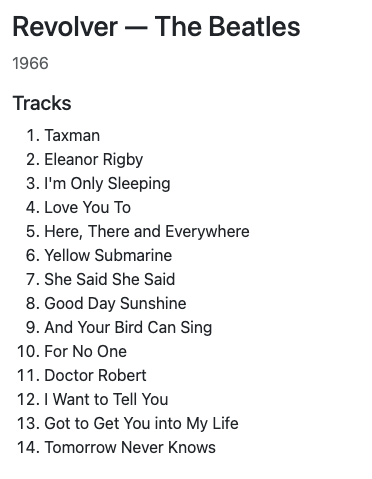 Revolver — The Beatles
1966
Tracks
1. Taxman
2. Eleanor Rigby
3. I'm Only Sleeping
4. Love You To
5. Here, There and Everywhere
6. Yellow Submarine
7. She Said She Said
8. Good Day Sunshine
9. And Your Bird Can Sing
10. For No One
11. Doctor Robert
12. I Want to Tell You
13. Got to Get You into My Life
14. Tomorrow Never Knows